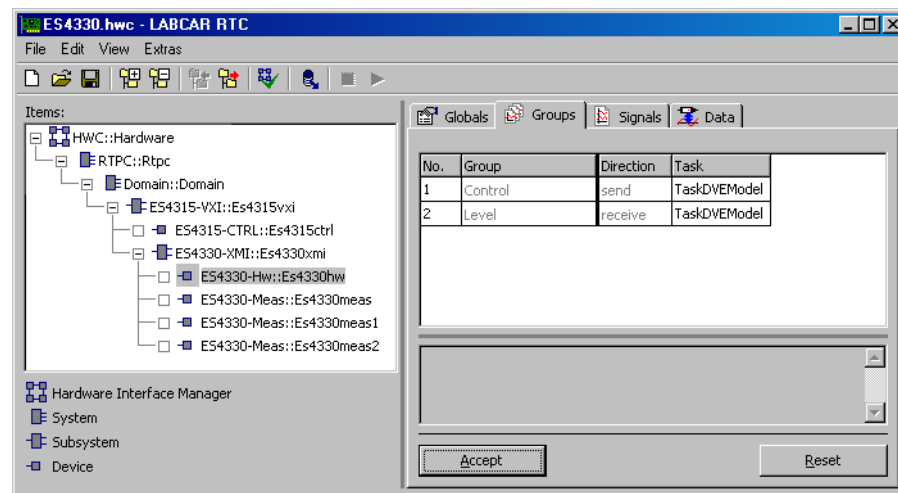 ES4330.hwc - LABCAR RTC
File Edit View Extras
Items:
HWC::Hardware
RTPC::Rtpc
Domain::Domain
ES4315-VXI::Es4315vxi
ES4315-CTRL::Es4315ctrl
ES4330-XMI::Es4330xmi
ES4330-Hw::Es4330hw
ES4330-Meas::Es4330meas
ES4330-Meas::Es4330meas1
ES4330-Meas::Es4330meas2
Hardware Interface Manager
System
Subsystem
Device
Globals Groups Signals Data
No. Group Direction Task
1 Control send TaskDVEModel
2 Level receive TaskDVEModel
Accept Reset